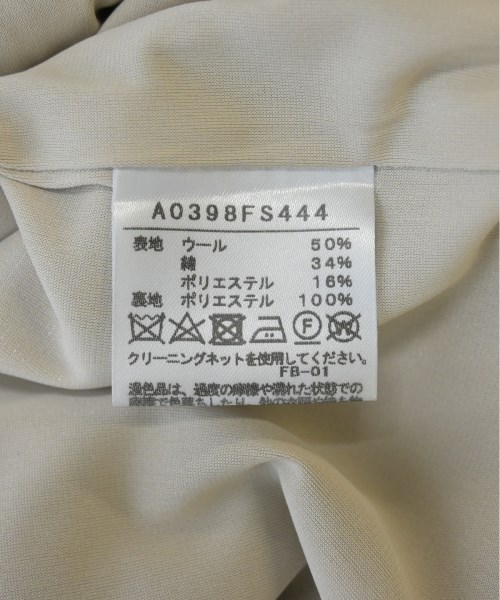 A0398FS444
表地 ウール 50%
綿 34%
ポリエステル 16%
裏地 ポリエステル 100%
F W
クリーニングネットを使用してください。
FB-01
濃色品は、過度の摩擦や濡れた状態での